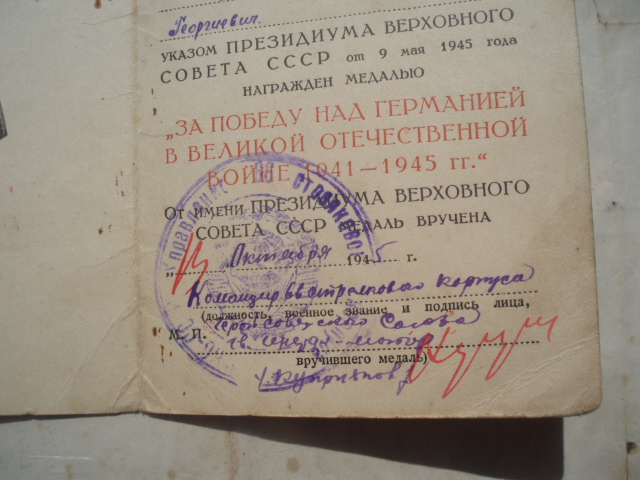 Георгиевич
УКАЗОМ ПРЕЗИДИУМА ВЕРХОВНОГО
СОВЕТА СССР от 9 мая 1945 года
НАГРАЖДЕН МЕДАЛЬЮ
„ЗА ПОБЕДУ НАД ГЕРМАНИЕЙ
В ВЕЛИКОЙ ОТЕЧЕСТВЕННОЙ
ВОЙНЕ 1941—1945 гг.“
От имени ПРЕЗИДИУМА ВЕРХОВНОГО
СОВЕТА СССР МЕДАЛЬ ВРУЧЕНА
Октября 1945 г.
Командир стрелкового корпуса
(должность, военное звание и подпись лица,
Герой Советского Союза
М. П. гв. Генерал-майор
вручившего медаль)